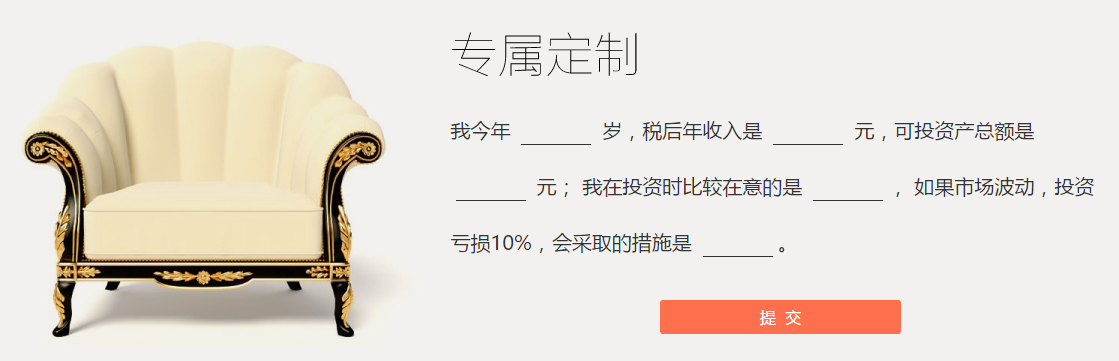 专属定制
我今年 ______ 岁，税后年收入是 ______ 元，可投资产总额是
______ 元； 我在投资时比较在意的是 ______ ， 如果市场波动，投资
亏损10%，会采取的措施是 ______ 。
提 交